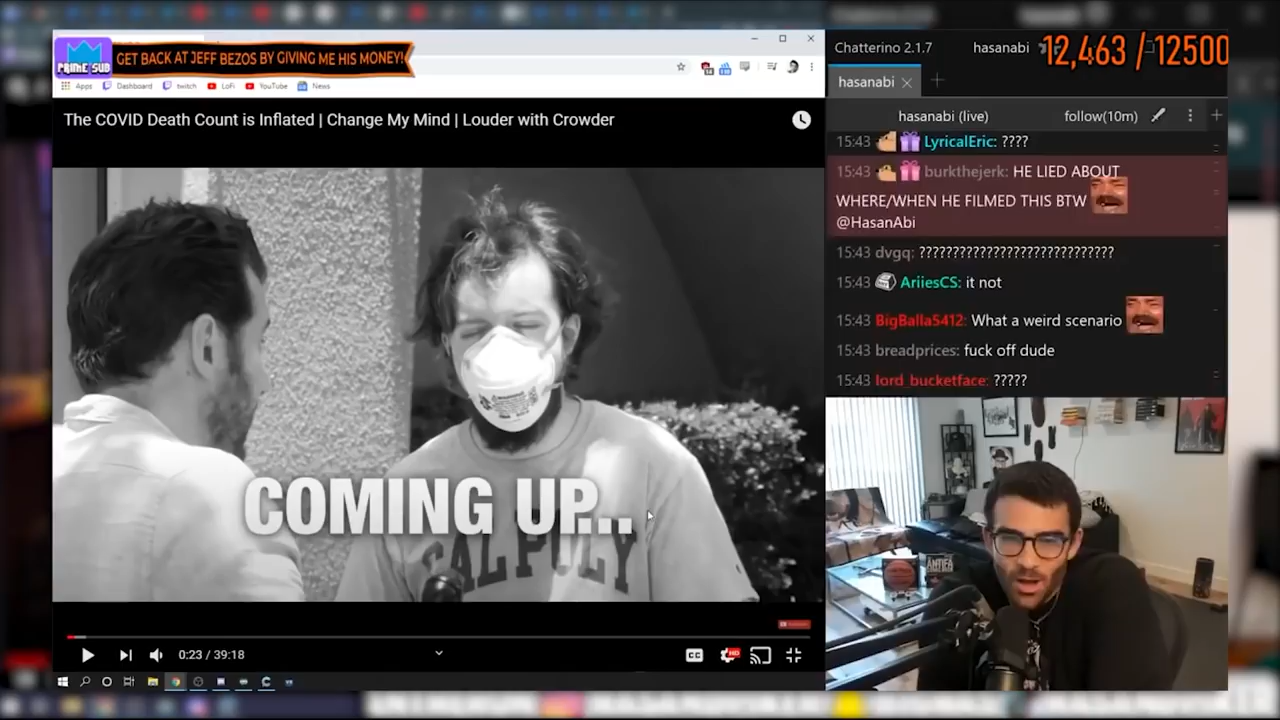 PRIME SUB
GET BACK AT JEFF BEZOS BY GIVING ME HIS MONEY!
Apps
Dashboard
twitch
LoFi
YouTube
News
The COVID Death Count is Inflated | Change My Mind | Louder with Crowder
COMING UP...
CAL POLY
0:23 / 39:18
CC
HD
Chatterino 2.1.7
hasanabi
12,463 / 12500
hasanabi
hasanabi (live)
follow(10m)
15:43 LyricalEric: ????
15:43 burkthejerk: HE LIED ABOUT
WHERE/WHEN HE FILMED THIS BTW
@HasanAbi
15:43 dvgq: ????????????????????????????
15:43 AriiesCS: it not
15:43 BigBalla5412: What a weird scenario
15:43 breadprices: fuck off dude
15:43 lord_bucketface: ?????
ANTIFA